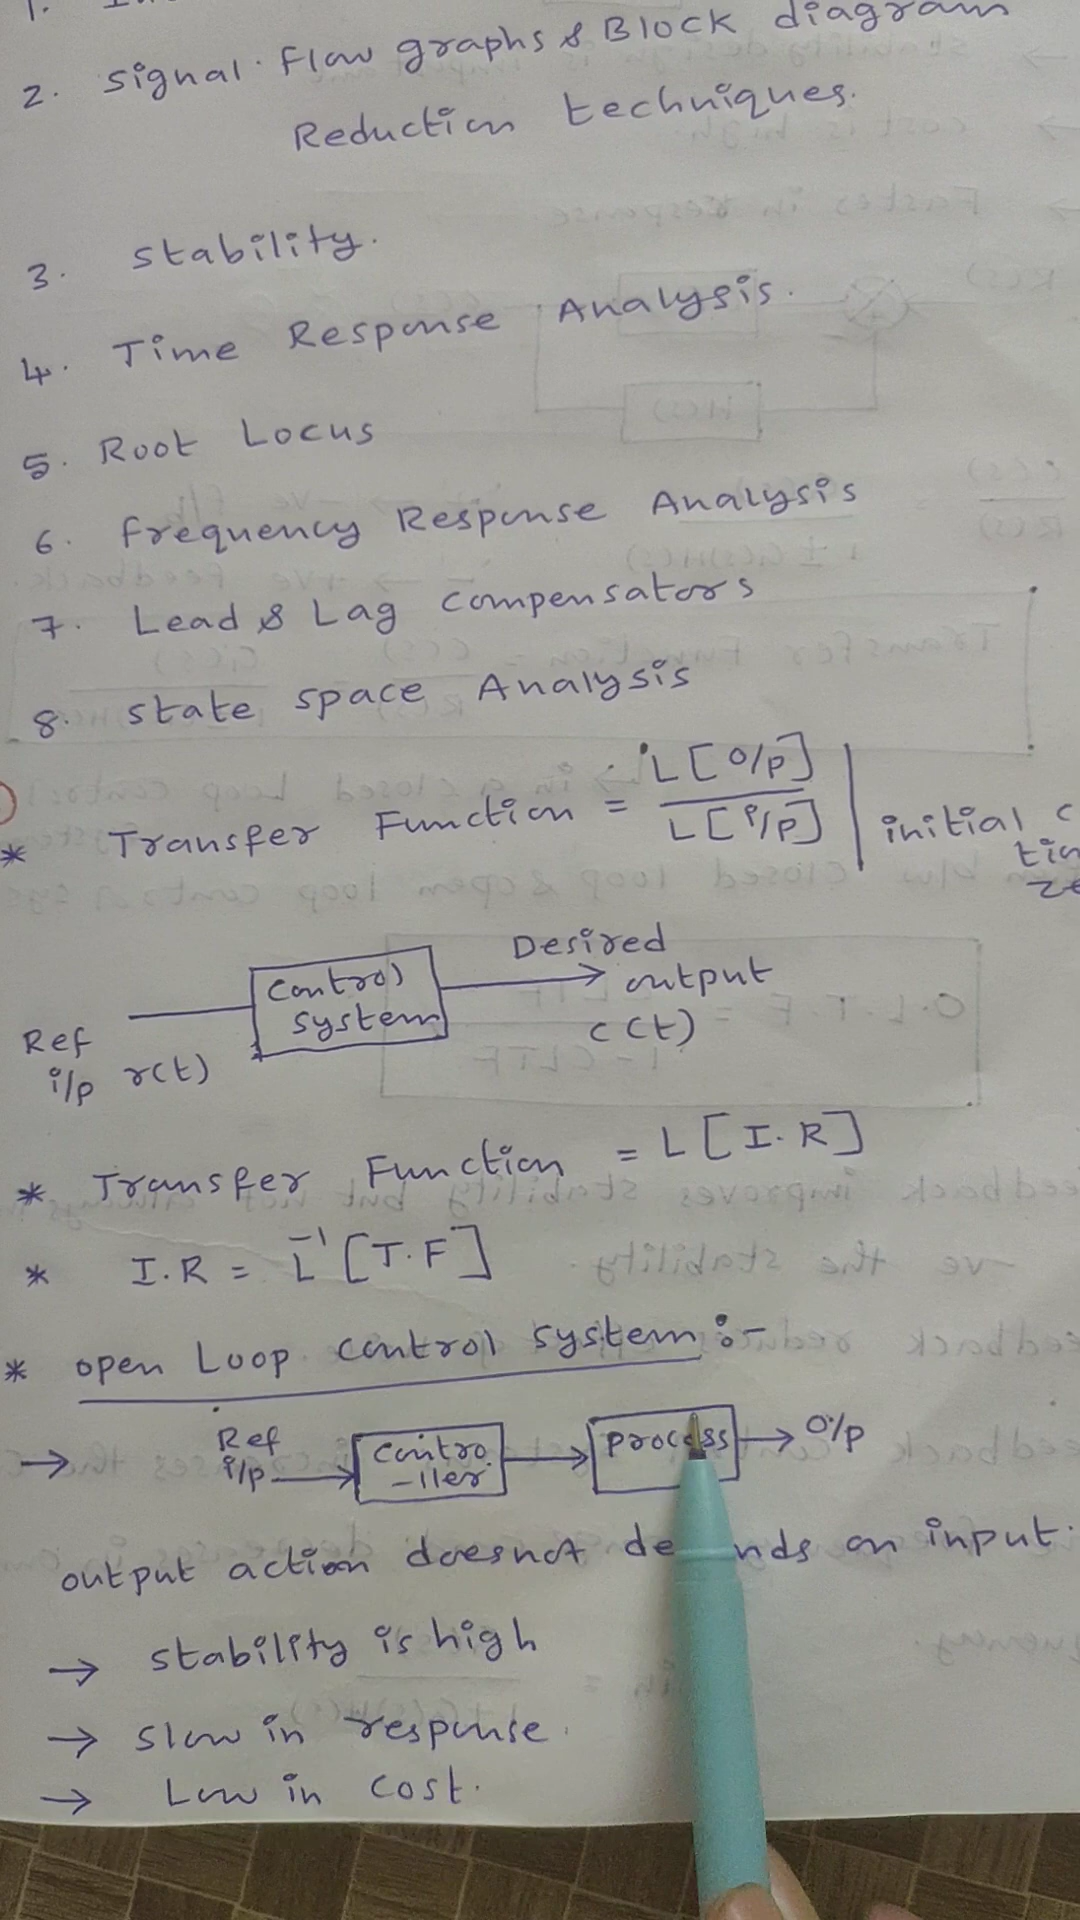 1.
2. Signal Flow graphs & Block diagram
Reduction techniques.
3. Stability.
4. Time Response Analysis.
5. Root Locus
6. Frequency Response Analysis
7. Lead & Lag compensators
8. State space Analysis
* Transfer Function = L[o/p] / L[i/p] | initial
* Transfer Function = L[I.R]
Ref i/p r(t)
Control system
Desired output c(t)
* I.R = L⁻¹[T.F]
* open Loop control system :-
→ Ref i/p → contro-ller → process → o/p
output action doesnot nds on input.
→ stability is high
→ Slow in response.
→ Low in cost.